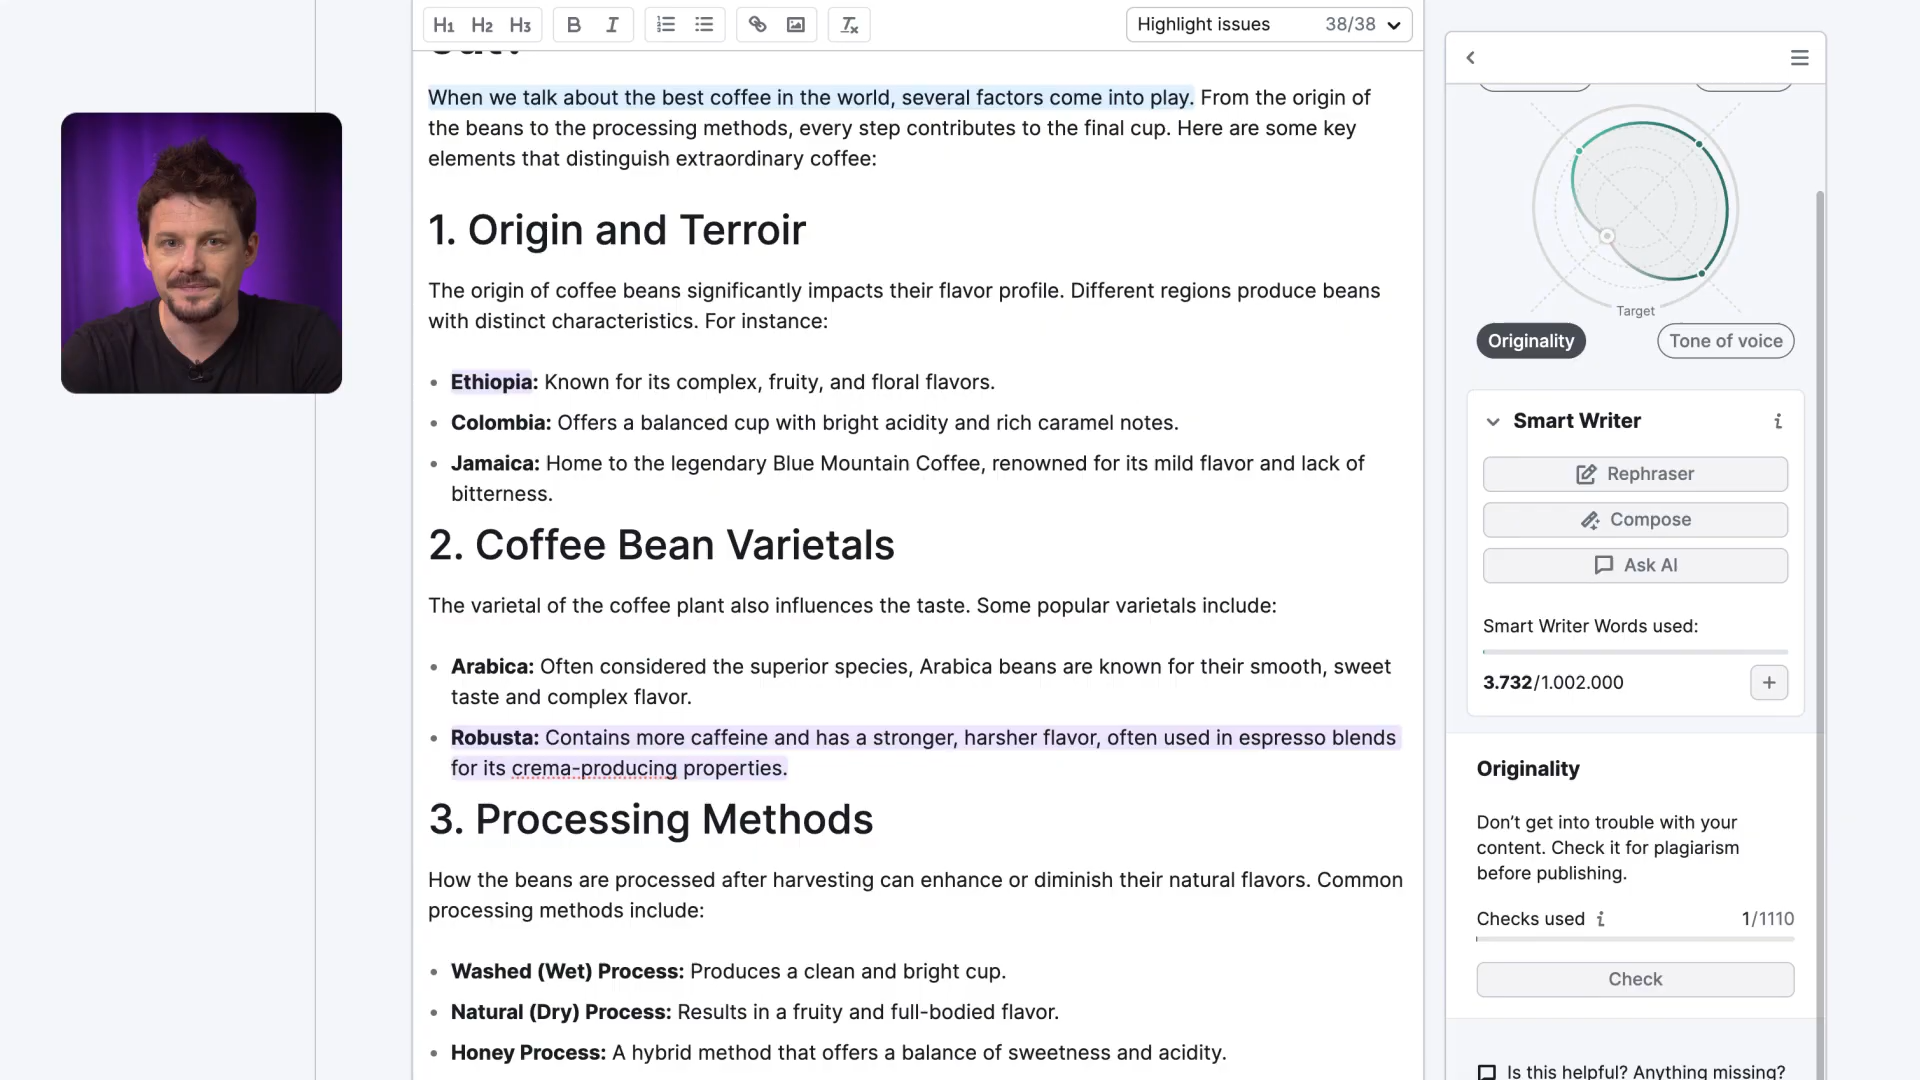 H1 H2 H3 B I
Highlight issues 38/38
When we talk about the best coffee in the world, several factors come into play. From the origin of
the beans to the processing methods, every step contributes to the final cup. Here are some key
elements that distinguish extraordinary coffee:
1. Origin and Terroir
The origin of coffee beans significantly impacts their flavor profile. Different regions produce beans
with distinct characteristics. For instance:
• Ethiopia: Known for its complex, fruity, and floral flavors.
• Colombia: Offers a balanced cup with bright acidity and rich caramel notes.
• Jamaica: Home to the legendary Blue Mountain Coffee, renowned for its mild flavor and lack of
bitterness.
2. Coffee Bean Varietals
The varietal of the coffee plant also influences the taste. Some popular varietals include:
• Arabica: Often considered the superior species, Arabica beans are known for their smooth, sweet
taste and complex flavor.
• Robusta: Contains more caffeine and has a stronger, harsher flavor, often used in espresso blends
for its crema-producing properties.
3. Processing Methods
How the beans are processed after harvesting can enhance or diminish their natural flavors. Common
processing methods include:
• Washed (Wet) Process: Produces a clean and bright cup.
• Natural (Dry) Process: Results in a fruity and full-bodied flavor.
• Honey Process: A hybrid method that offers a balance of sweetness and acidity.
Target
Originality Tone of voice
Smart Writer i
Rephraser
Compose
Ask AI
Smart Writer Words used:
3.732/1.002.000 +
Originality
Don't get into trouble with your
content. Check it for plagiarism
before publishing.
Checks used i 1/1110
Check
Is this helpful? Anything missing?